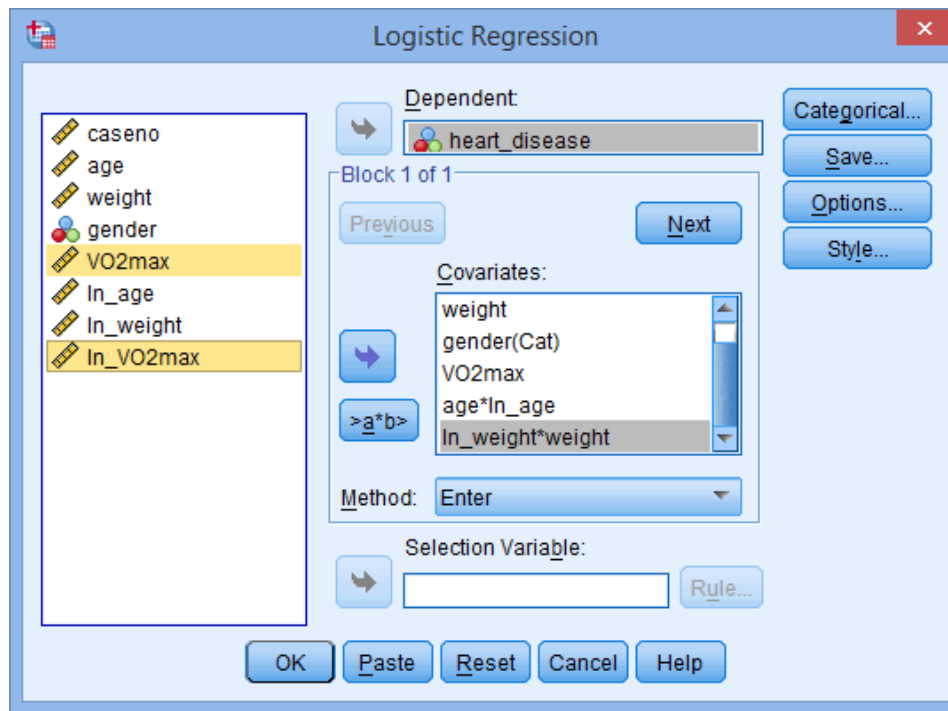 Logistic Regression
caseno
age
weight
gender
VO2max
ln_age
ln_weight
ln_VO2max
Dependent:
heart_disease
Block 1 of 1
Previous
Next
Covariates:
weight
gender(Cat)
VO2max
age*ln_age
ln_weight*weight
>a*b>
Method:
Enter
Selection Variable:
Rule...
Categorical...
Save...
Options...
Style...
OK
Paste
Reset
Cancel
Help